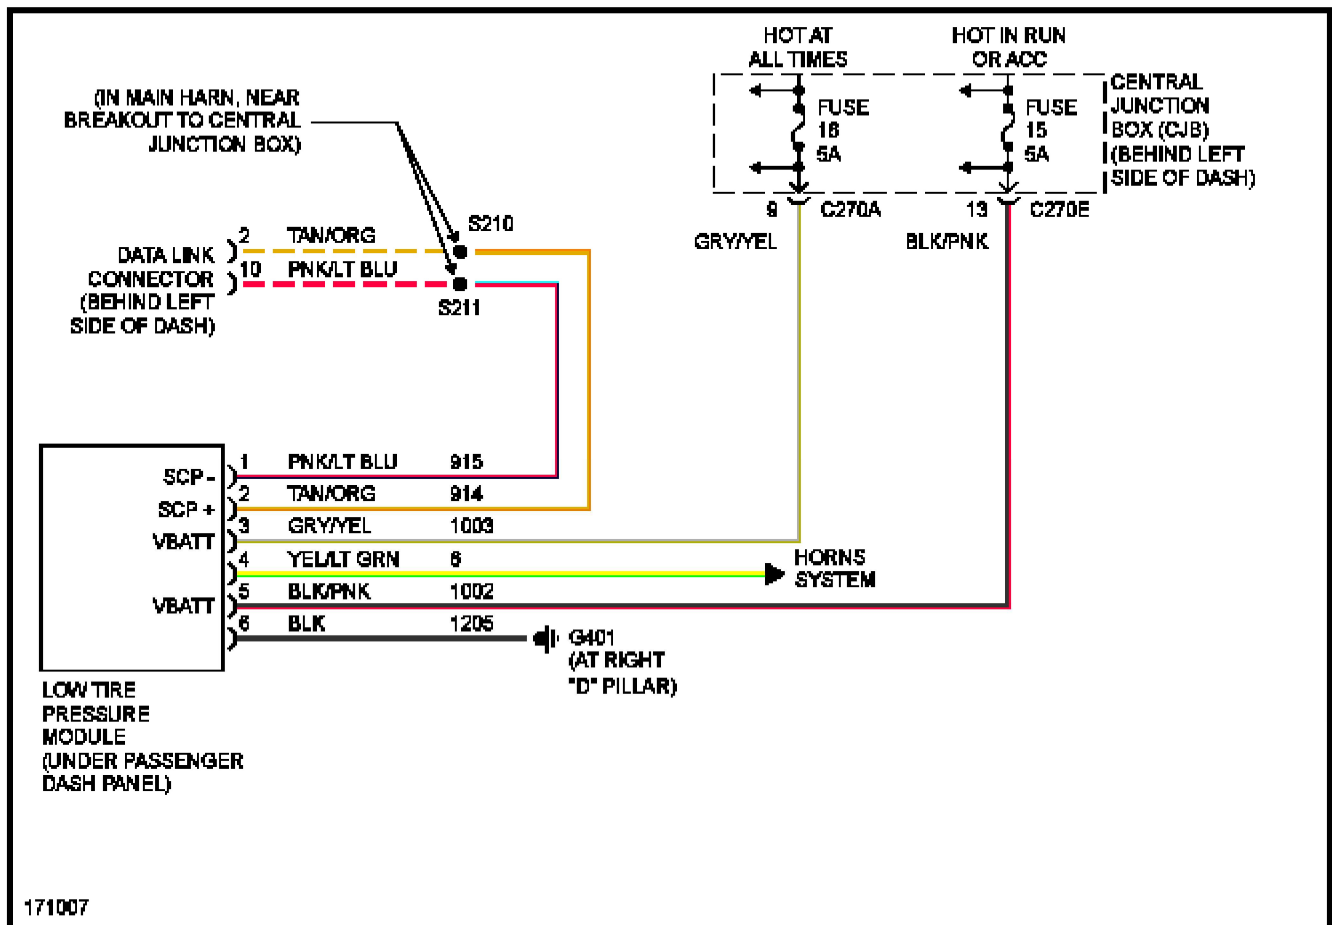 HOT AT
ALL TIMES
HOT IN RUN
OR ACC
(IN MAIN HARN, NEAR
BREAKOUT TO CENTRAL
JUNCTION BOX)
FUSE
16
5A
FUSE
15
5A
CENTRAL
JUNCTION
BOX (CJB)
(BEHIND LEFT
SIDE OF DASH)
9 C270A
13 C270E
GRY/YEL
BLK/PNK
S210
2 TAN/ORG
DATA LINK
CONNECTOR
(BEHIND LEFT
SIDE OF DASH)
10 PNK/LT BLU
S211
SCP - 1 PNK/LT BLU 915
SCP + 2 TAN/ORG 914
VBATT 3 GRY/YEL 1003
4 YEL/LT GRN 6
HORNS
SYSTEM
VBATT 5 BLK/PNK 1002
6 BLK 1205
G401
(AT RIGHT
"D" PILLAR)
LOW TIRE
PRESSURE
MODULE
(UNDER PASSENGER
DASH PANEL)
171007